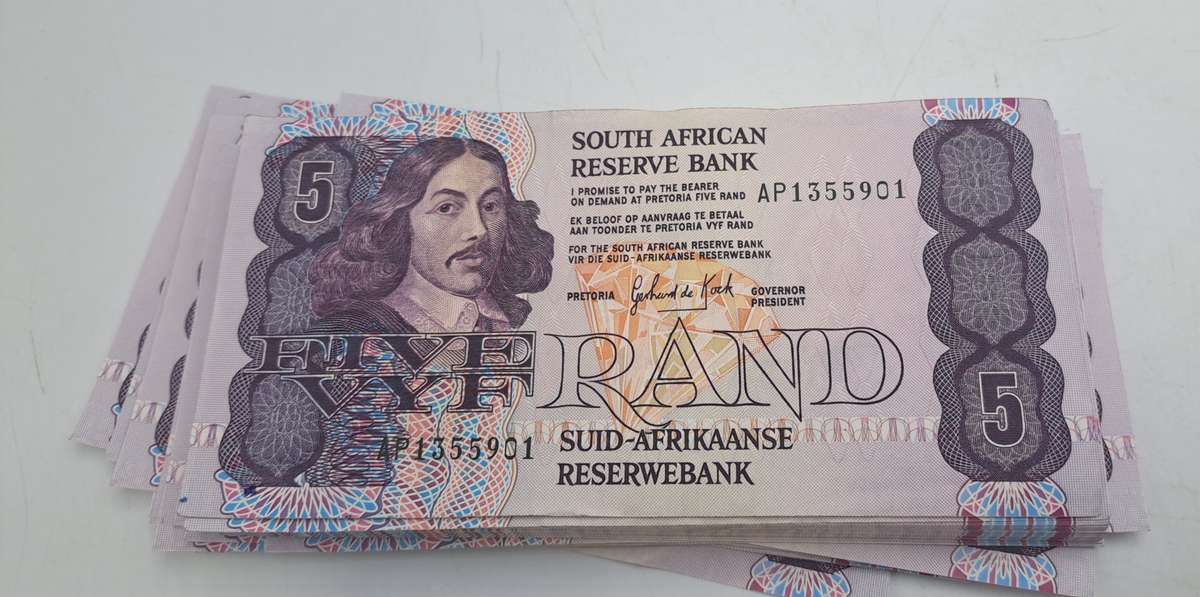 5
SOUTH AFRICAN
RESERVE BANK
I PROMISE TO PAY THE BEARER
ON DEMAND AT PRETORIA FIVE RAND
AP1355901
EK BELOOF OP AANVRAAG TE BETAAL
AAN TOONDER TE PRETORIA VYF RAND
FOR THE SOUTH AFRICAN RESERVE BANK
VIR DIE SUID-AFRIKAANSE RESERWEBANK
PRETORIA Gerhard de Kock GOVERNOR
PRESIDENT
FIVE
VYF
RAND
5
AP1355901
SUID-AFRIKAANSE
RESERWEBANK